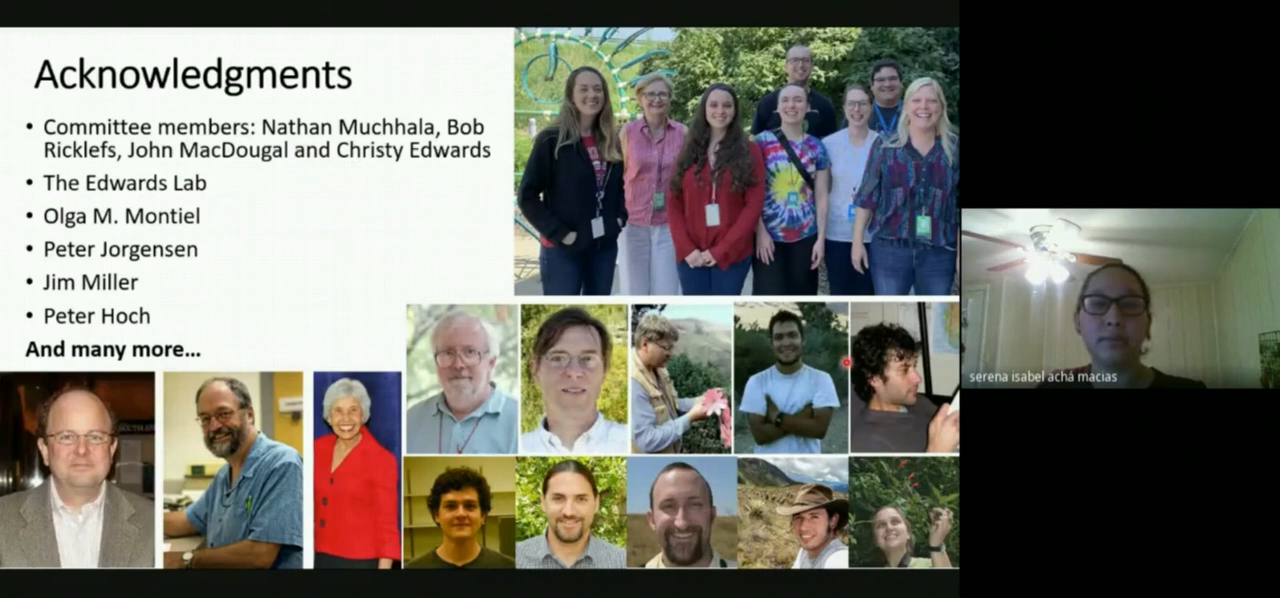 Acknowledgments
• Committee members: Nathan Muchhala, Bob
Ricklefs, John MacDougal and Christy Edwards
• The Edwards Lab
• Olga M. Montiel
• Peter Jorgensen
• Jim Miller
• Peter Hoch
And many more...
serena isabel achá macias